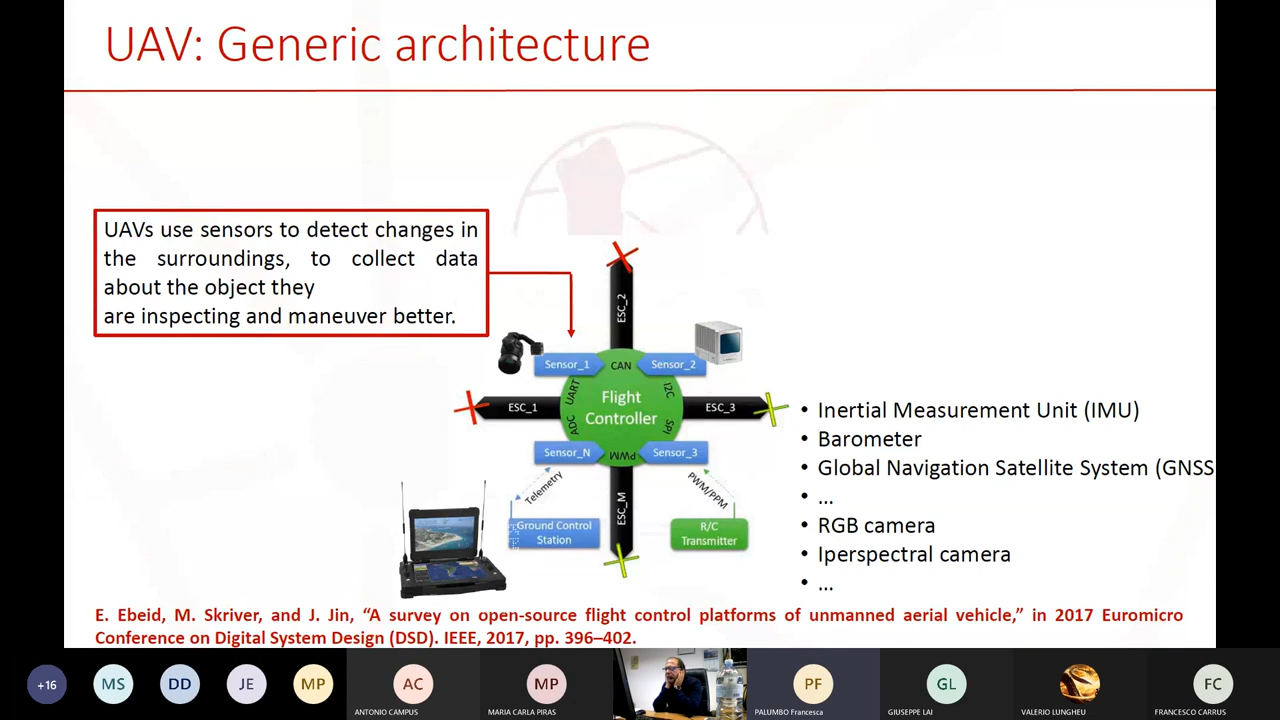 UAV: Generic architecture
UAVs use sensors to detect changes in
the surroundings, to collect data
about the object they
are inspecting and maneuver better.
ESC_2
Sensor_1
CAN
Sensor_2
UART
I2C
ESC_1
Flight
Controller
ESC_3
ADC
SPI
Sensor_N
PWM
Sensor_3
Telemetry
ESC_M
PWM/PPM
Ground Control
Station
R/C
Transmitter
• Inertial Measurement Unit (IMU)
• Barometer
• Global Navigation Satellite System (GNSS
• ...
• RGB camera
• Iperspectral camera
• ...
E. Ebeid, M. Skriver, and J. Jin, “A survey on open-source flight control platforms of unmanned aerial vehicle,” in 2017 Euromicro
Conference on Digital System Design (DSD). IEEE, 2017, pp. 396–402.
+16
MS
DD
JE
MP
AC
ANTONIO CAMPUS
MP
MARIA CARLA PIRAS
PF
PALUMBO Francesca
GL
GIUSEPPE LAI
VALERIO LUNGHEU
FC
FRANCESCO CARRUS